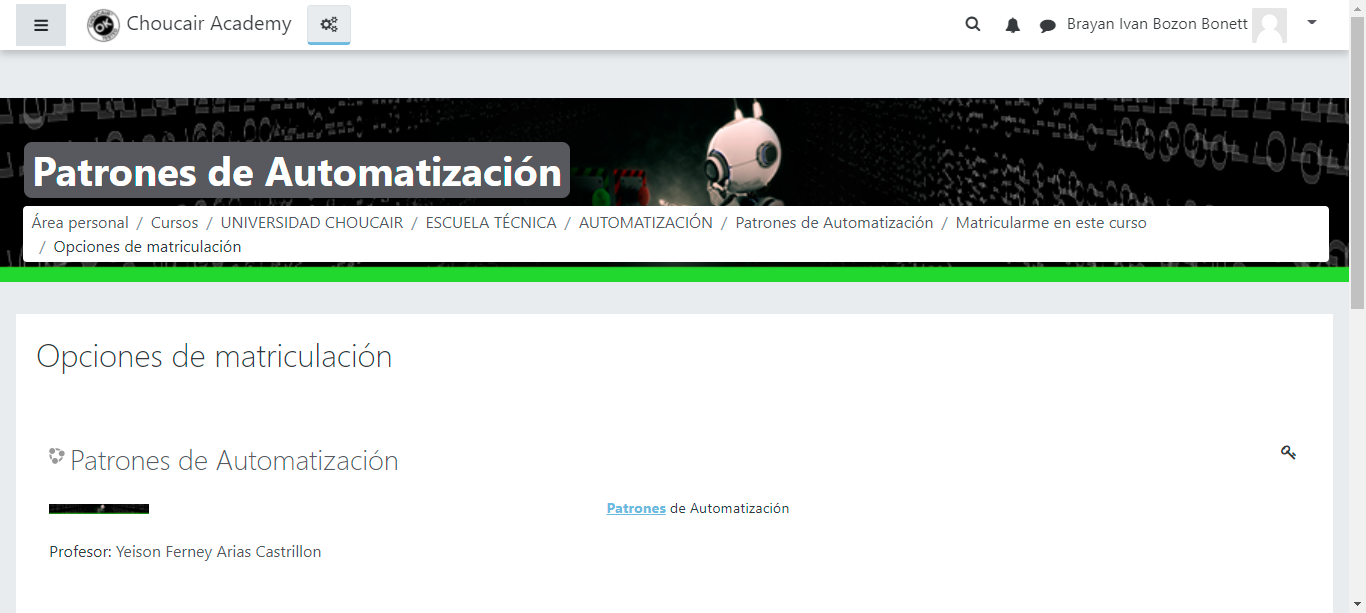 Choucair Academy
Brayan Ivan Bozon Bonett
Patrones de Automatización
Área personal / Cursos / UNIVERSIDAD CHOUCAIR / ESCUELA TÉCNICA / AUTOMATIZACIÓN / Patrones de Automatización / Matricularme en este curso
/ Opciones de matriculación
Opciones de matriculación
Patrones de Automatización
Patrones de Automatización
Profesor: Yeison Ferney Arias Castrillon